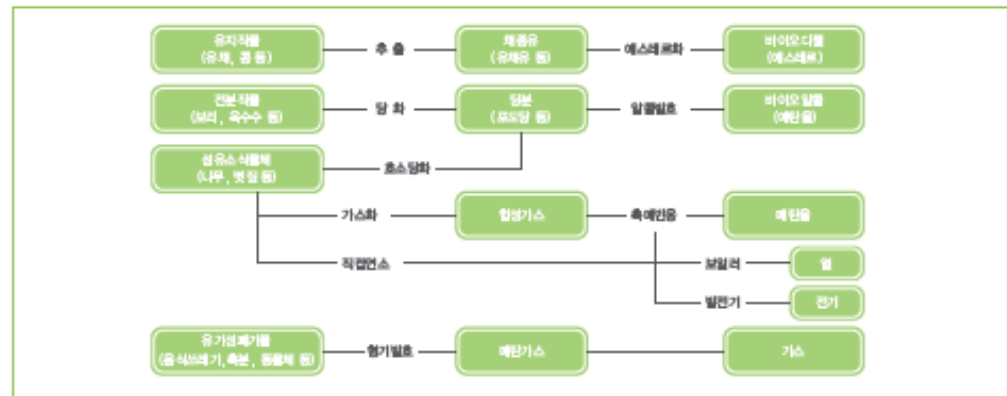 유지작물 추 출 채종유 에스테르화 바이오디젤
(유채, 콩 등) (유채유 등) (에스테르)
전분작물 당 화 당분 알콜발효 바이오알콜
(보리, 옥수수 등) (포도당 등) (에탄올)
섬유소식물체 효소당화
(나무, 볏짚 등)
가스화 합성가스 촉매반응 메탄올
직접연소 보일러 열
발전기 전기
유기성폐기물 혐기발효 메탄가스 가스
(음식쓰레기, 축분, 동물체 등)